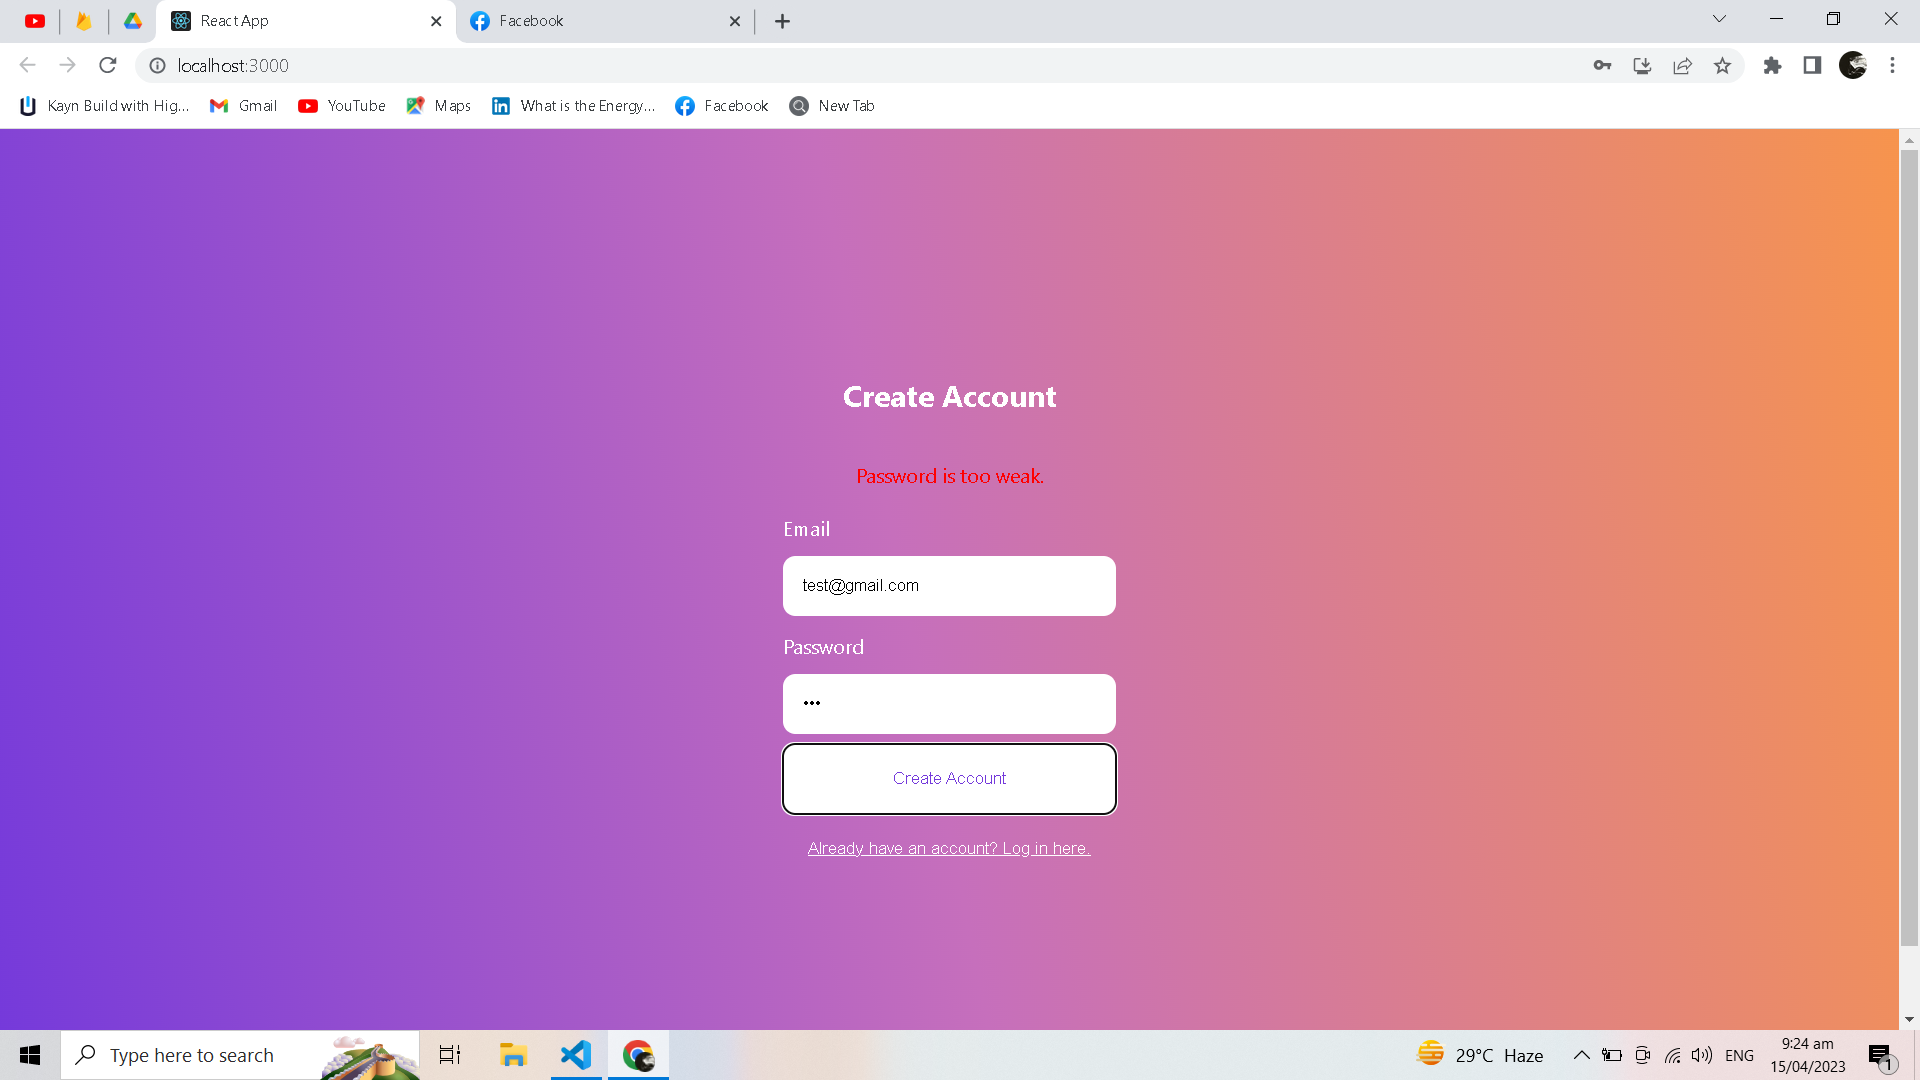 React App
Facebook
localhost:3000
Kayn Build with Hig...
Gmail
YouTube
Maps
What is the Energy...
Facebook
New Tab
Create Account
Password is too weak.
Email
test@gmail.com
Password
•••
Create Account
Already have an account? Log in here.
Type here to search
29°C Haze
ENG
9:24 am
15/04/2023
1